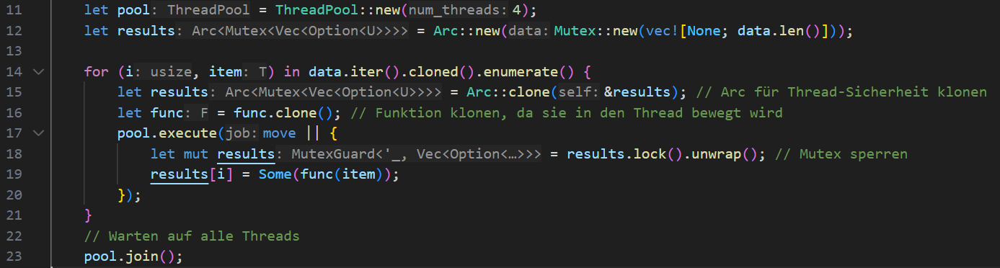 11 let pool: ThreadPool = ThreadPool::new(num_threads: 4);
12 let results: Arc<Mutex<Vec<Option<U>>>> = Arc::new(data: Mutex::new(vec![None; data.len()]));
13
14 for (i: usize, item: T) in data.iter().cloned().enumerate() {
15 let results: Arc<Mutex<Vec<Option<U>>>> = Arc::clone(self: &results); // Arc für Thread-Sicherheit klonen
16 let func: F = func.clone(); // Funktion klonen, da sie in den Thread bewegt wird
17 pool.execute(job: move || {
18 let mut results: MutexGuard<'_, Vec<Option<…>>> = results.lock().unwrap(); // Mutex sperren
19 results[i] = Some(func(item));
20 });
21 }
22 // Warten auf alle Threads
23 pool.join();